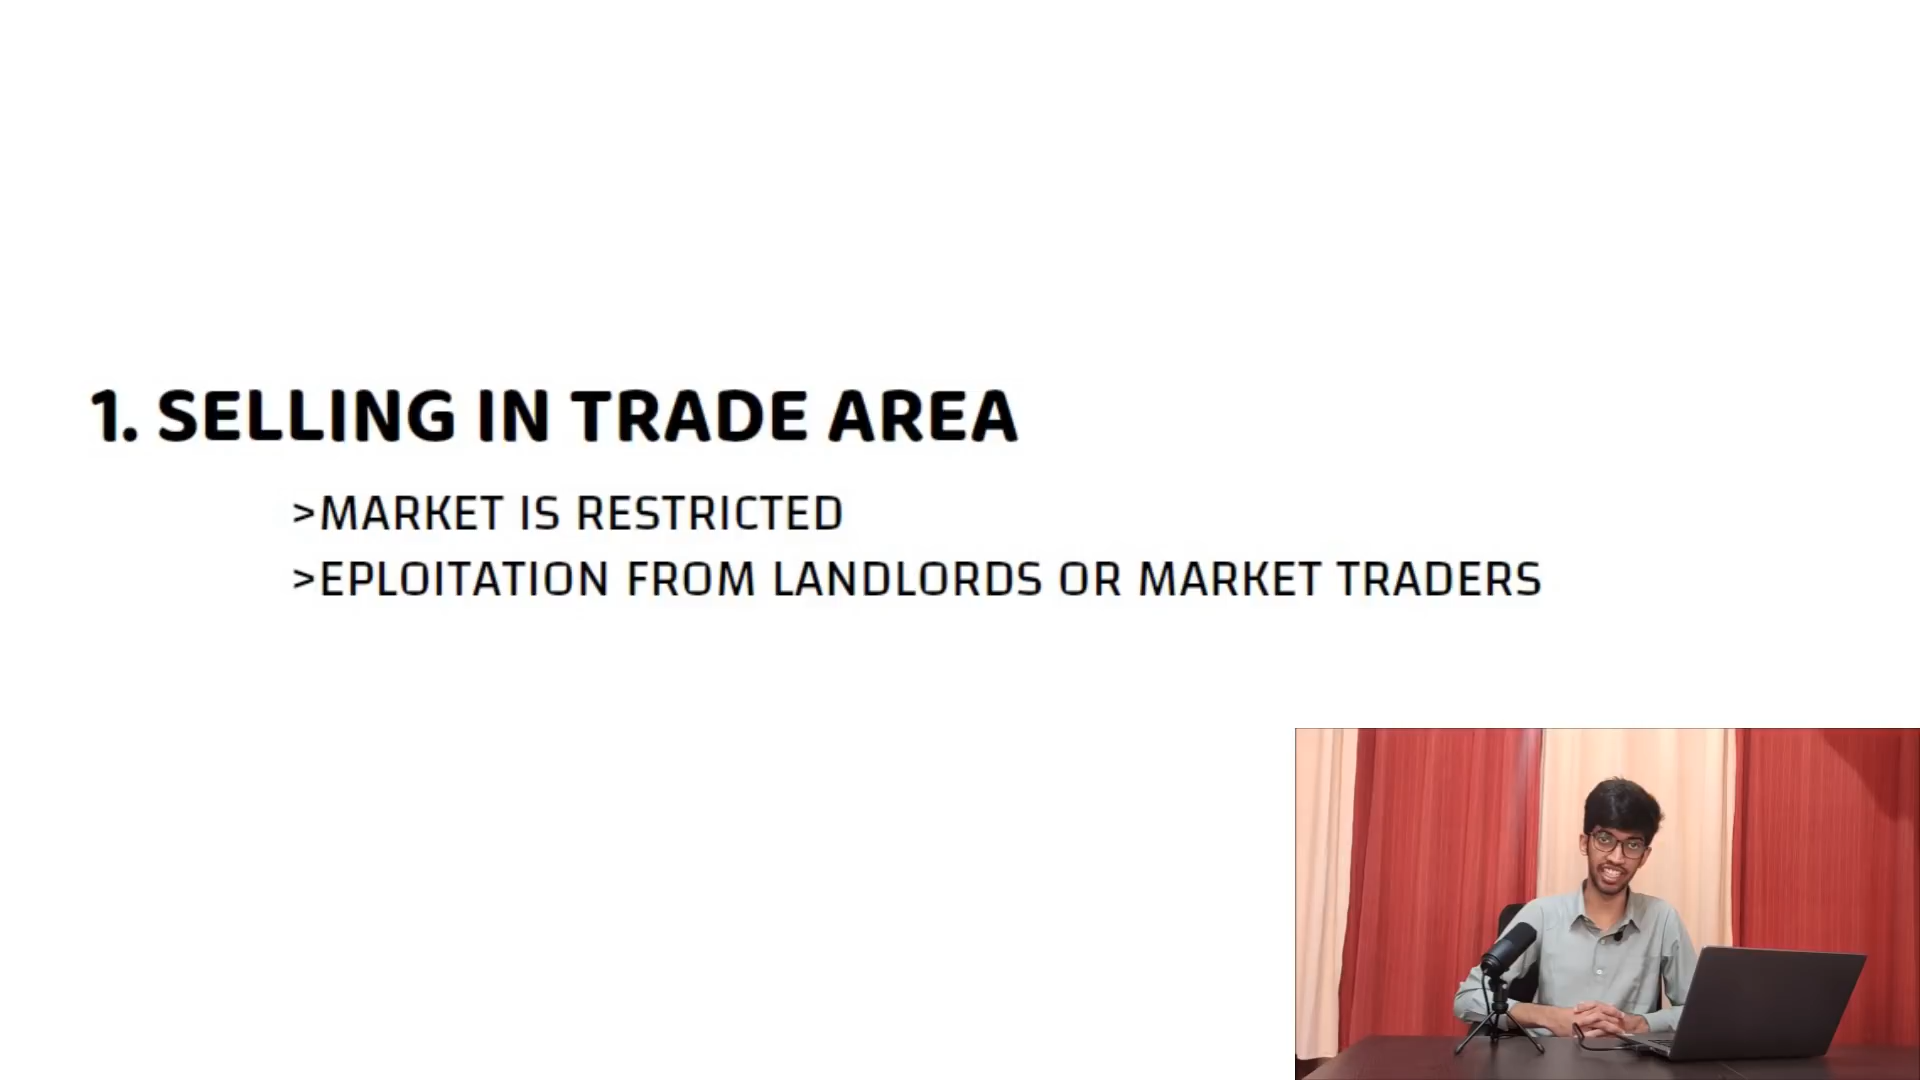 1. SELLING IN TRADE AREA
>MARKET IS RESTRICTED
>EPLOITATION FROM LANDLORDS OR MARKET TRADERS